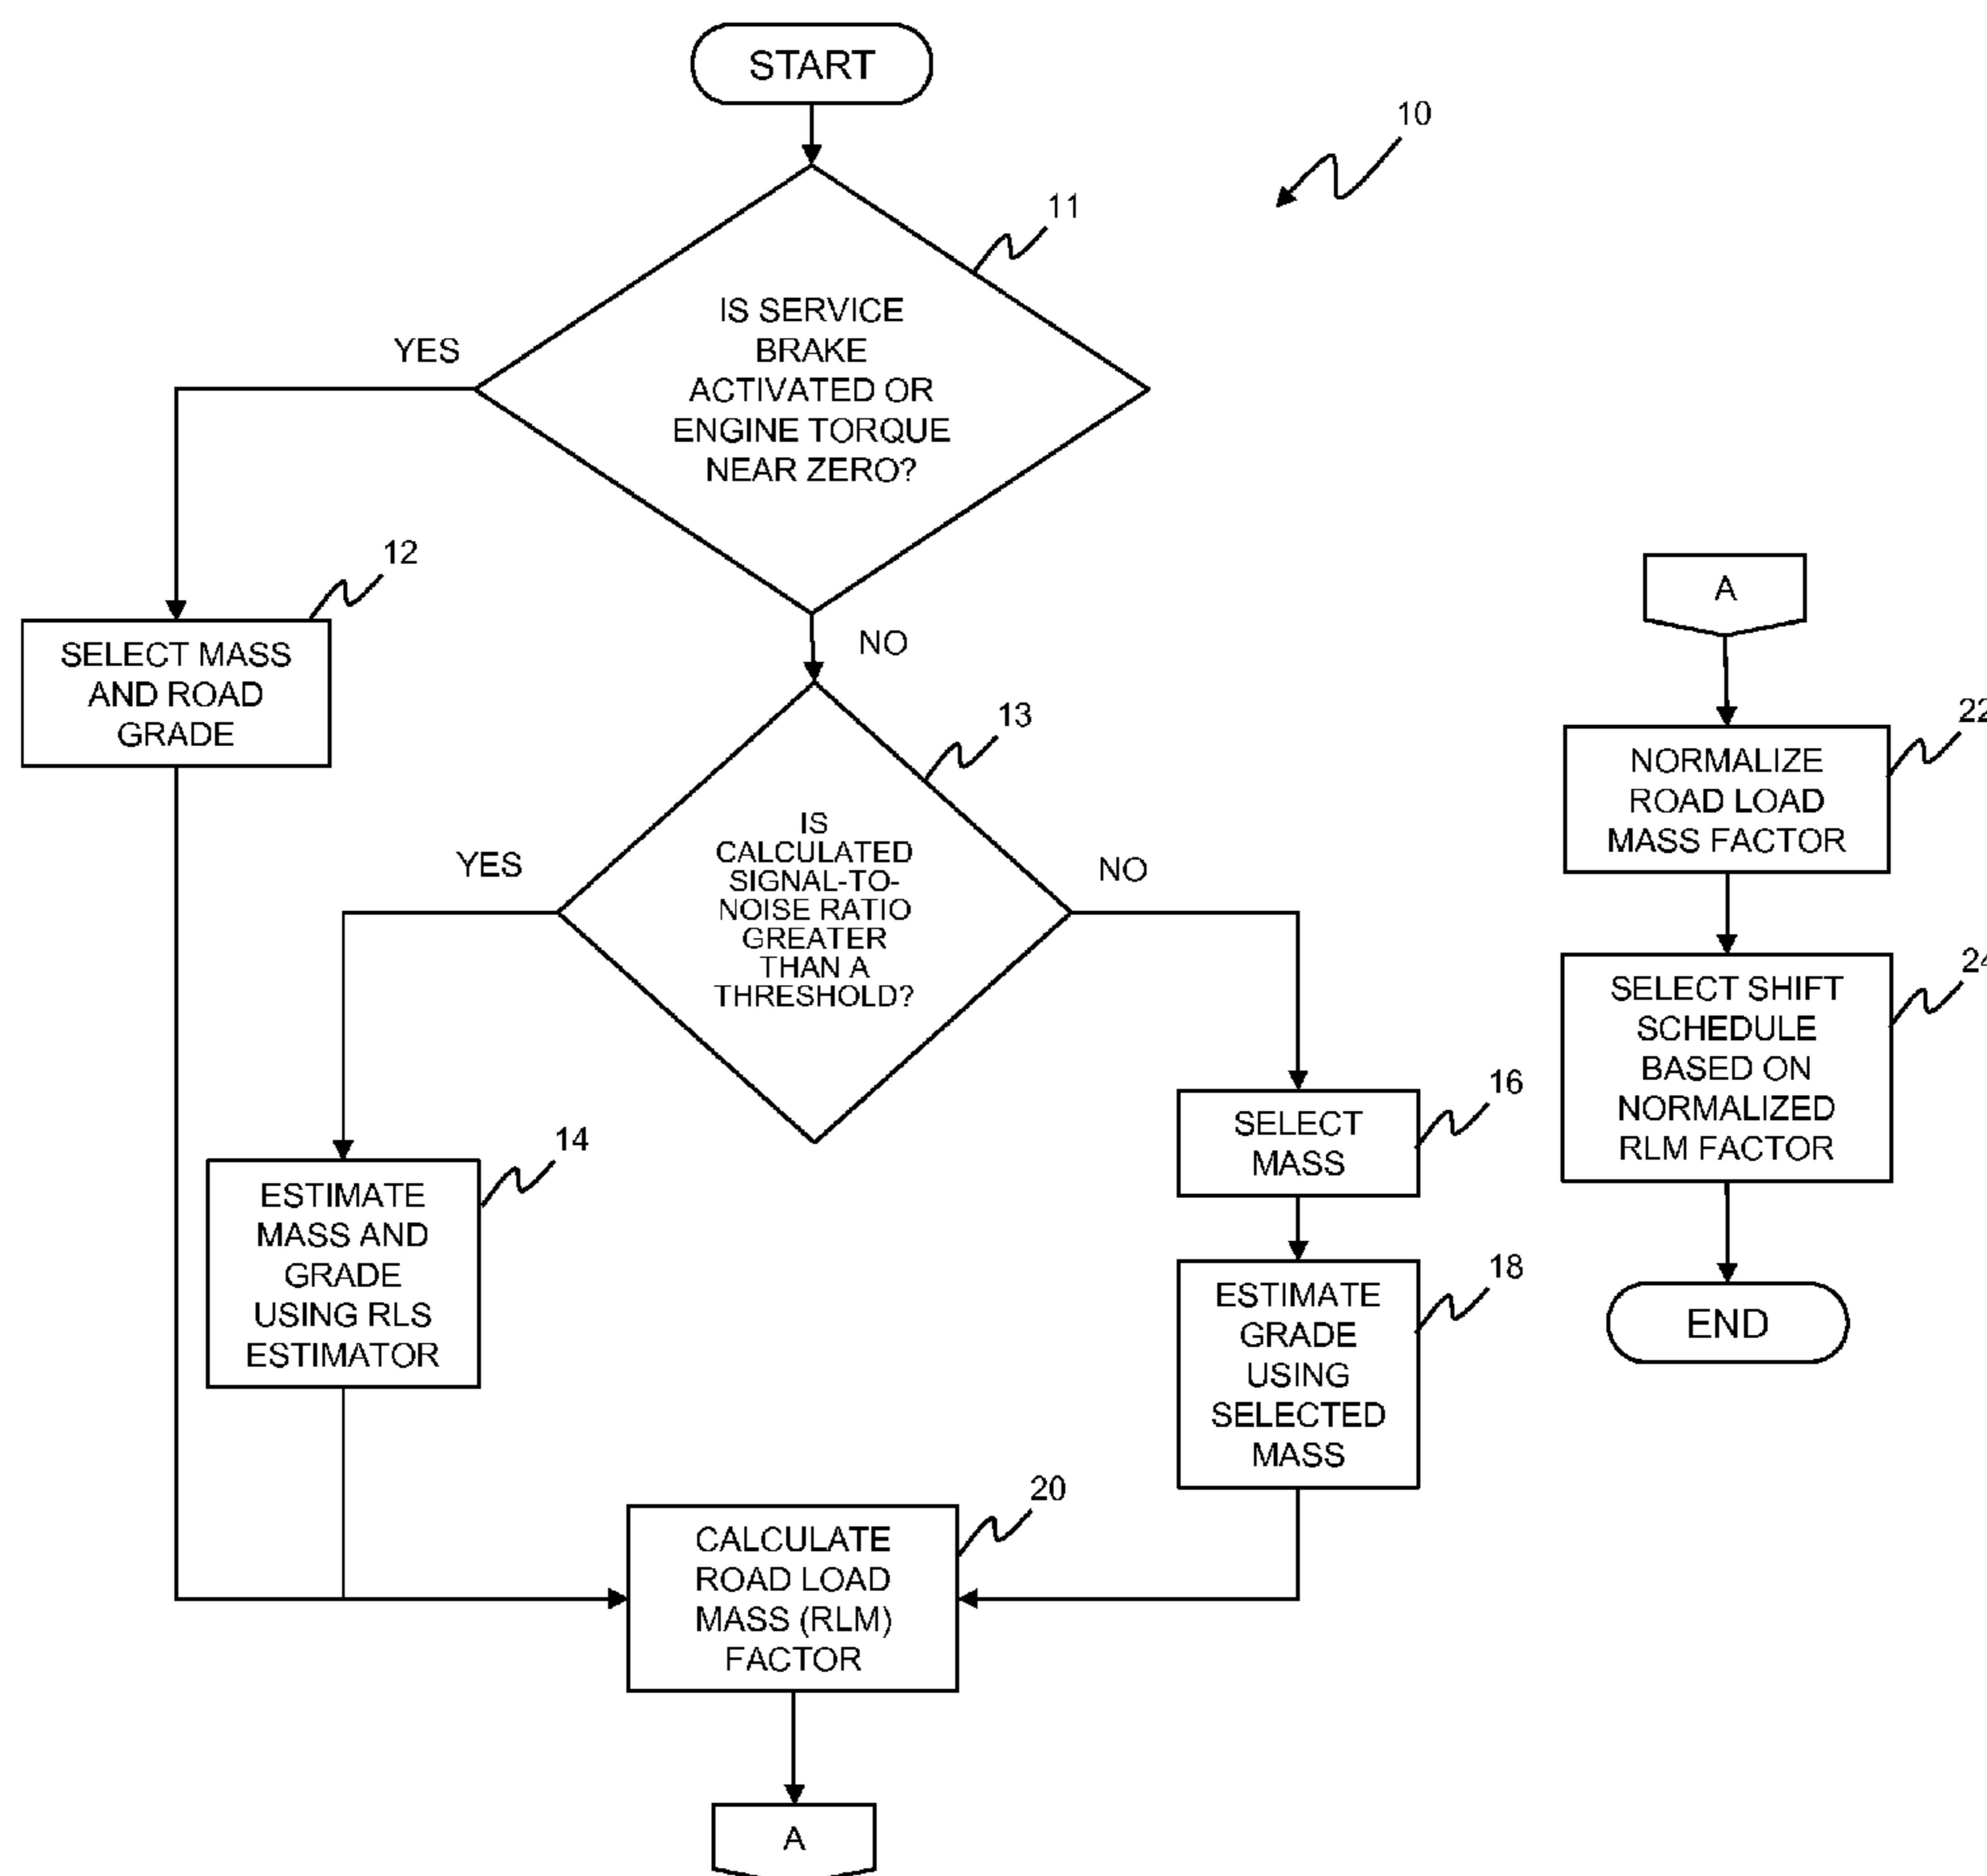 START
10
11
IS SERVICE
BRAKE
ACTIVATED OR
ENGINE TORQUE
NEAR ZERO?
YES
NO
12
SELECT MASS
AND ROAD
GRADE
13
IS
CALCULATED
SIGNAL-TO-
NOISE RATIO
GREATER
THAN A
THRESHOLD?
YES
NO
14
ESTIMATE
MASS AND
GRADE
USING RLS
ESTIMATOR
16
SELECT
MASS
18
ESTIMATE
GRADE
USING
SELECTED
MASS
20
CALCULATE
ROAD LOAD
MASS (RLM)
FACTOR
A
A
22
NORMALIZE
ROAD LOAD
MASS FACTOR
24
SELECT SHIFT
SCHEDULE
BASED ON
NORMALIZED
RLM FACTOR
END